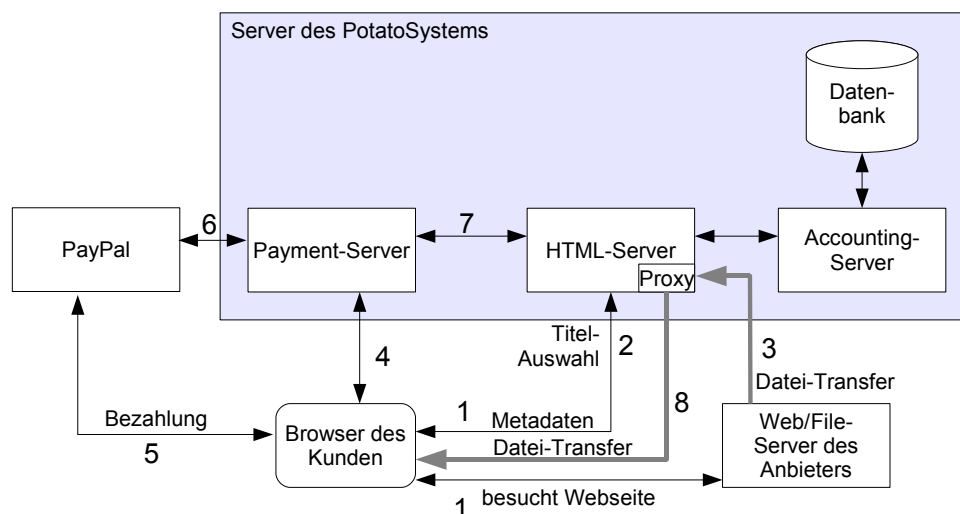 Server des PotatoSystems
Daten-
bank
PayPal
6
Payment-Server
7
HTML-Server
Proxy
Accounting-
Server
4
Titel-
Auswahl
2
3
Datei-Transfer
8
Bezahlung
5
Browser des
Kunden
1
Metadaten
Datei-Transfer
Web/File-
Server des
Anbieters
1
besucht Webseite